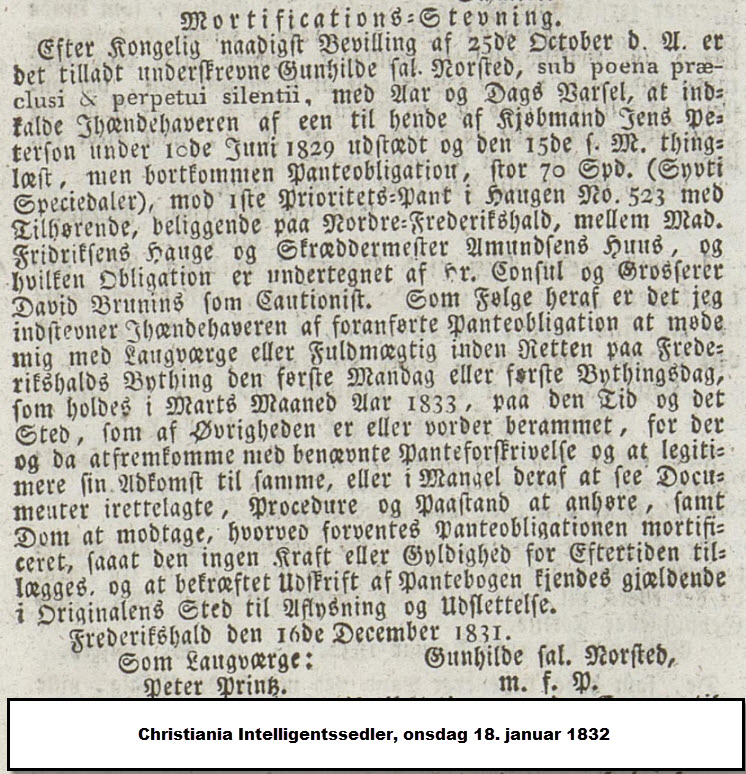 Mortifications-Stevning.
Efter Kongelig naadigst Bevilling af 25de October d. A. er
det tilladt underskrevne Gunhilde sal. Norsted, sub poena præ-
clusi & perpetui silentii, med Aar og Dags Varsel, at ind-
kalde Ihændehaveren af een til hende af Kjøbmand Jens Pe-
terson under 10de Juni 1829 udstædt og den 15de s. M. thing-
læst, men bortkommen Panteobligation, stor 70 Spd. (Syvti
Speciedaler), mod 1ste Prioritets-Pant i Haugen No. 523 med
Tilhørende, beliggende paa Nordre-Frederikshald, mellem Mad.
Fridriksens Hauge og Skræddermester Amundsens Huus, og
hvilken Obligation er undertegnet af Hr. Consul og Grosserer
David Brunins som Cautionist. Som Følge heraf er det jeg
indstevner Ihændehaveren af foranførte Panteobligation at møde
mig med Laugværge eller Fuldmægtig inden Retten paa Frede-
rikshalds Bything den første Mandag eller første Bythingsdag,
som holdes i Marts Maaned Aar 1833, paa den Tid og det
Sted, som af Øvrigheden er eller vorder berammet, for der
og da atfremkomme med benævnte Panteforskrivelse og at legiti-
mere sin Adkomst til samme, eller i Mangel deraf at see Docu-
menter irettelagte, Procedure og Paastand at anhøre, samt
Dom at modtage, hvorved forventes Panteobligationen mortifi-
ceret, saaat den ingen Kraft eller Gyldighed for Eftertiden til-
lægges. og at bekræftet Udskrift af Pantebogen kjendes gjældende
i Originalens Sted til Aflysning og Udslettelse.
Frederikshald den 16de December 1831.
Som Laugværge: Gunhilde sal. Norsted,
Peter Printz. m. f. P.
Christiania Intelligentssedler, onsdag 18. januar 1832